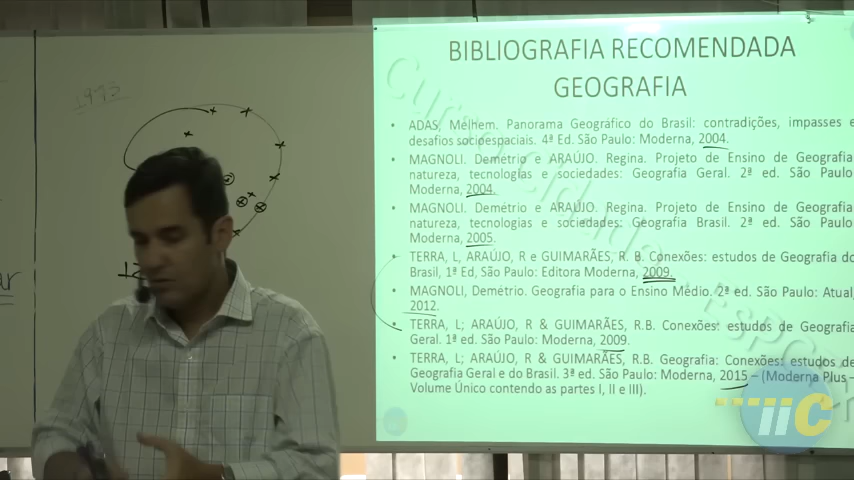 1995
BIBLIOGRAFIA RECOMENDADA
GEOGRAFIA
• ADAS, Melhem. Panorama Geográfico do Brasil: contradições, impasses e
desafios socioespaciais. 4ª Ed. São Paulo: Moderna, 2004.
• MAGNOLI. Demétrio e ARAÚJO. Regina. Projeto de Ensino de Geografia
natureza, tecnologias e sociedades: Geografia Geral. 2ª ed. São Paulo
Moderna, 2004.
• MAGNOLI. Demétrio e ARAÚJO. Regina. Projeto de Ensino de Geografia
natureza, tecnologias e sociedades: Geografia Brasil. 2ª ed. São Paulo
Moderna, 2005.
• TERRA, L, ARAÚJO, R e GUIMARÃES, R. B. Conexões: estudos de Geografia do
Brasil, 1ª Ed, São Paulo: Editora Moderna, 2009.
• MAGNOLI, Demétrio. Geografia para o Ensino Médio. 2ª ed. São Paulo: Atual,
2012.
• TERRA, L; ARAÚJO, R & GUIMARÃES, R.B. Conexões: estudos de Geografia
Geral. 1ª ed. São Paulo: Moderna, 2009.
• TERRA, L; ARAÚJO, R & GUIMARÃES, R.B. Geografia: Conexões: estudos de
Geografia Geral e do Brasil. 3ª ed. São Paulo: Moderna, 2015 – (Moderna Plus –
Volume Único contendo as partes I, II e III).
iiC